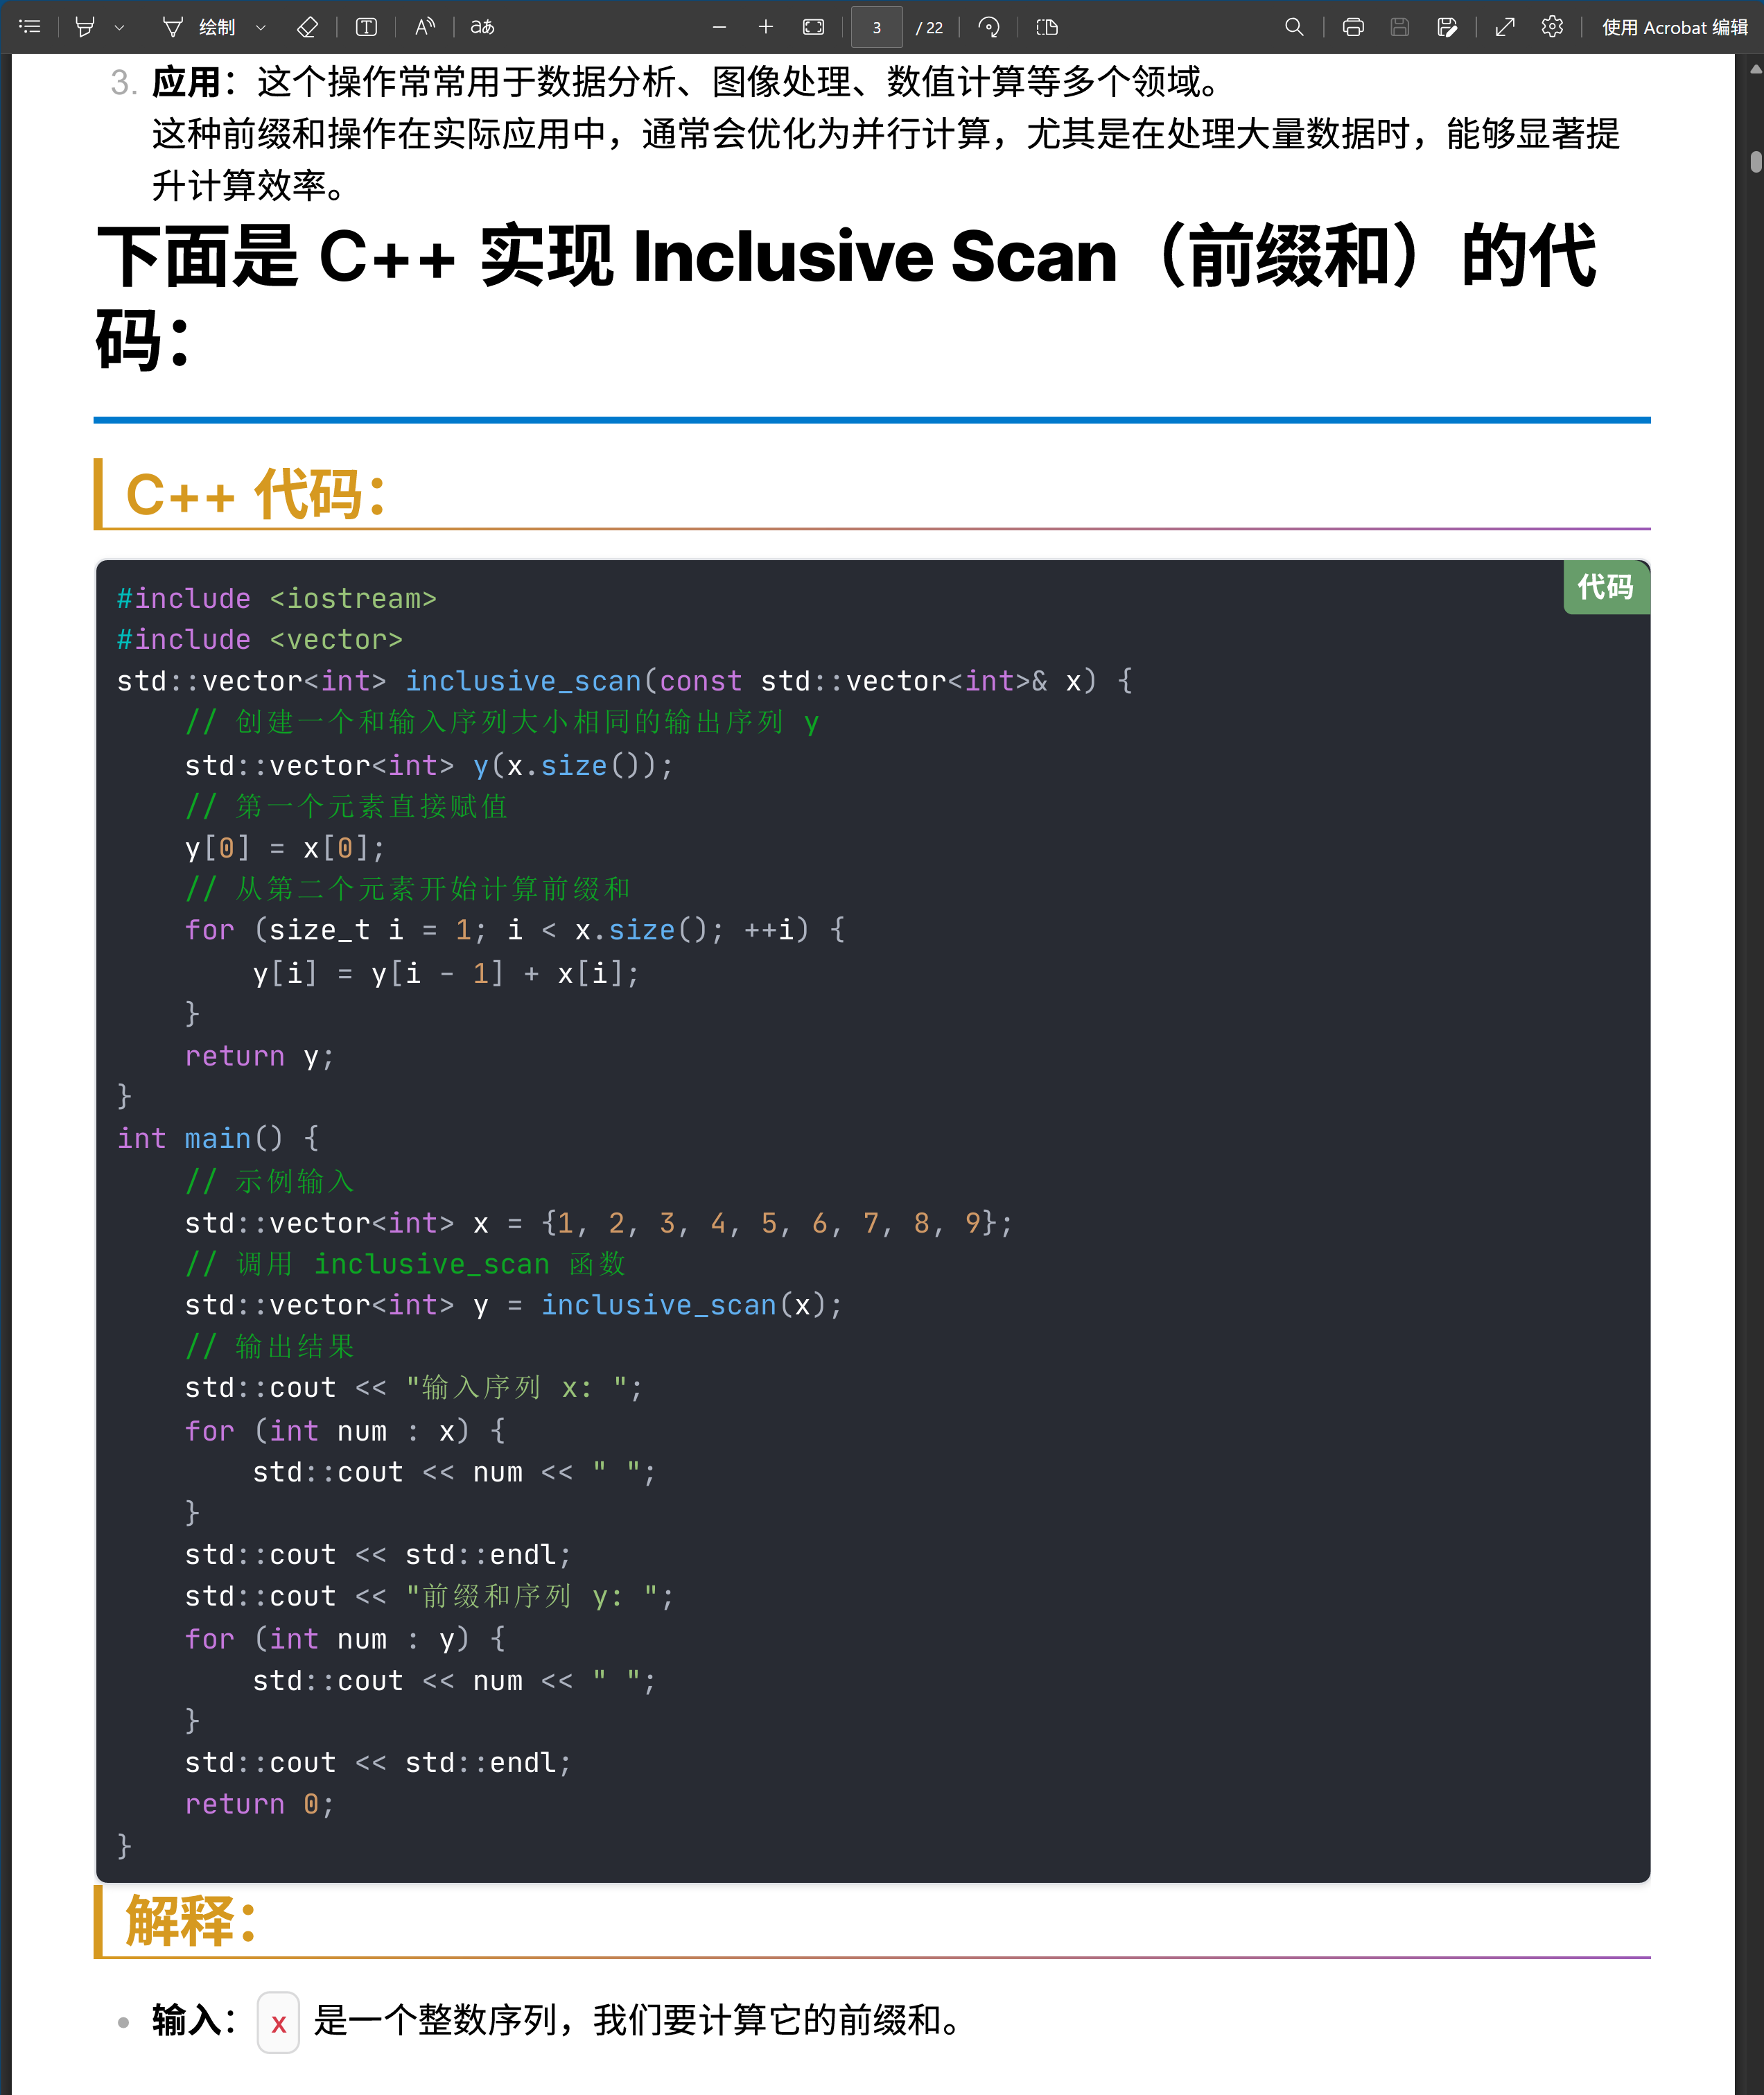 绘制
aあ
3
/ 22
使用 Acrobat 编辑
3. 应用：这个操作常常用于数据分析、图像处理、数值计算等多个领域。
这种前缀和操作在实际应用中，通常会优化为并行计算，尤其是在处理大量数据时，能够显著提
升计算效率。
下面是 C++ 实现 Inclusive Scan（前缀和）的代
码：
C++ 代码：
代码
#include <iostream>
#include <vector>
std::vector<int> inclusive_scan(const std::vector<int>& x) {
    // 创建一个和输入序列大小相同的输出序列 y
    std::vector<int> y(x.size());
    // 第一个元素直接赋值
    y[0] = x[0];
    // 从第二个元素开始计算前缀和
    for (size_t i = 1; i < x.size(); ++i) {
        y[i] = y[i - 1] + x[i];
    }
    return y;
}
int main() {
    // 示例输入
    std::vector<int> x = {1, 2, 3, 4, 5, 6, 7, 8, 9};
    // 调用 inclusive_scan 函数
    std::vector<int> y = inclusive_scan(x);
    // 输出结果
    std::cout << "输入序列 x: ";
    for (int num : x) {
        std::cout << num << " ";
    }
    std::cout << std::endl;
    std::cout << "前缀和序列 y: ";
    for (int num : y) {
        std::cout << num << " ";
    }
    std::cout << std::endl;
    return 0;
}
解释：
• 输入：x 是一个整数序列，我们要计算它的前缀和。